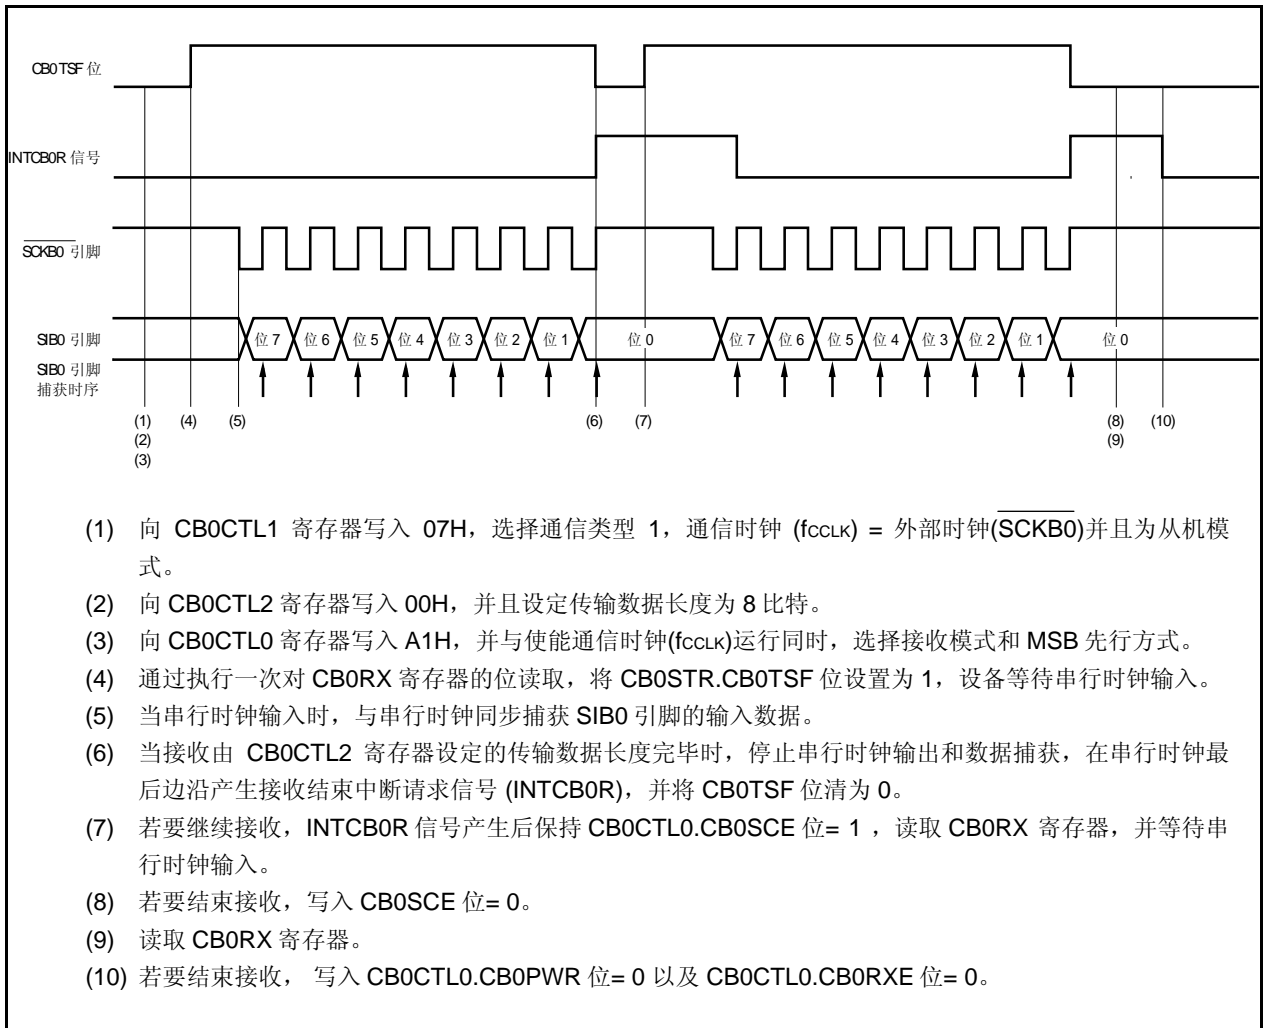 CB0TSF 位
INTCB0R 信号
SCKB0 引脚
SIB0 引脚
位 7 位 6 位 5 位 4 位 3 位 2 位 1 位 0 位 7 位 6 位 5 位 4 位 3 位 2 位 1 位 0
SIB0 引脚
捕获时序
(1) (4) (5) (6) (7) (8) (10)
(2) (9)
(3)
(1) 向 CB0CTL1 寄存器写入 07H，选择通信类型 1，通信时钟 (fCCLK) = 外部时钟(SCKB0)并且为从机模
式。
(2) 向 CB0CTL2 寄存器写入 00H，并且设定传输数据长度为 8 比特。
(3) 向 CB0CTL0 寄存器写入 A1H，并与使能通信时钟(fCCLK)运行同时，选择接收模式和 MSB 先行方式。
(4) 通过执行一次对 CB0RX 寄存器的位读取，将 CB0STR.CB0TSF 位设置为 1，设备等待串行时钟输入。
(5) 当串行时钟输入时，与串行时钟同步捕获 SIB0 引脚的输入数据。
(6) 当接收由 CB0CTL2 寄存器设定的传输数据长度完毕时，停止串行时钟输出和数据捕获，在串行时钟最
后边沿产生接收结束中断请求信号 (INTCB0R)，并将 CB0TSF 位清为 0。
(7) 若要继续接收，INTCB0R 信号产生后保持 CB0CTL0.CB0SCE 位= 1 ，读取 CB0RX 寄存器，并等待串
行时钟输入。
(8) 若要结束接收，写入 CB0SCE 位= 0。
(9) 读取 CB0RX 寄存器。
(10) 若要结束接收， 写入 CB0CTL0.CB0PWR 位= 0 以及 CB0CTL0.CB0RXE 位= 0。